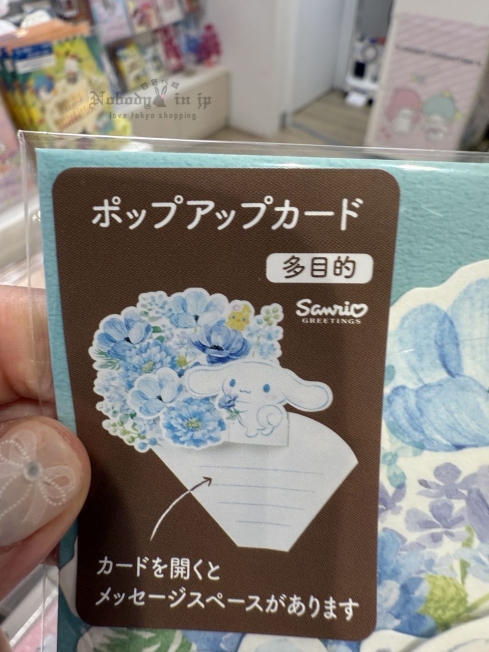 Nobody in jp
love tokyo shopping
ポップアップカード
多目的
Sanrio
GREETINGS
カードを開くと
メッセージスペースがあります